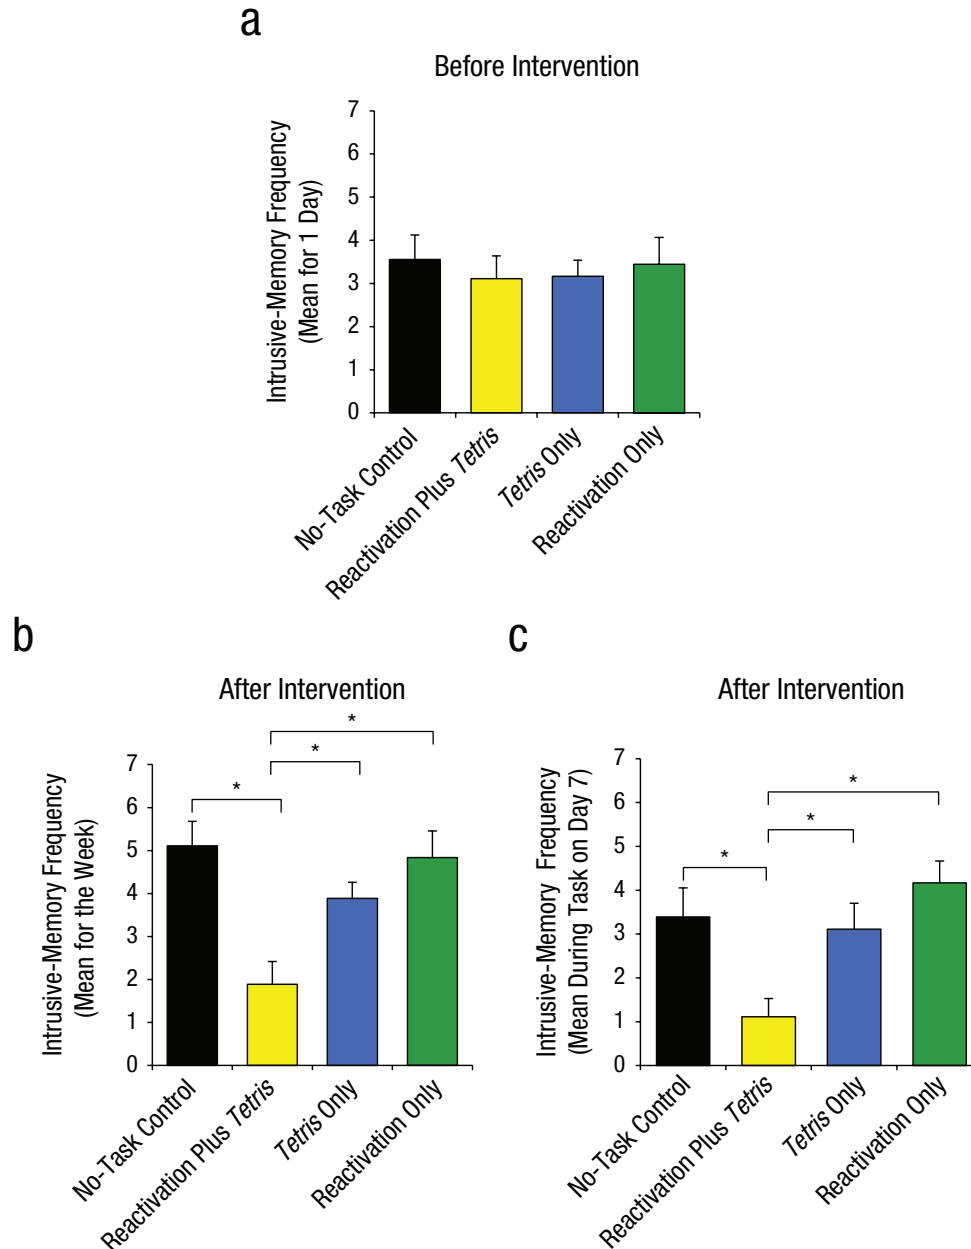 a
Before Intervention
Intrusive-Memory Frequency
(Mean for 1 Day)
7
6
5
4
3
2
1
0
No-Task Control
Reactivation Plus Tetris
Tetris Only
Reactivation Only
b
After Intervention
Intrusive-Memory Frequency
(Mean for the Week)
7
6
5
4
3
2
1
0
*
*
*
No-Task Control
Reactivation Plus Tetris
Tetris Only
Reactivation Only
c
After Intervention
Intrusive-Memory Frequency
(Mean During Task on Day 7)
7
6
5
4
3
2
1
0
*
*
*
No-Task Control
Reactivation Plus Tetris
Tetris Only
Reactivation Only